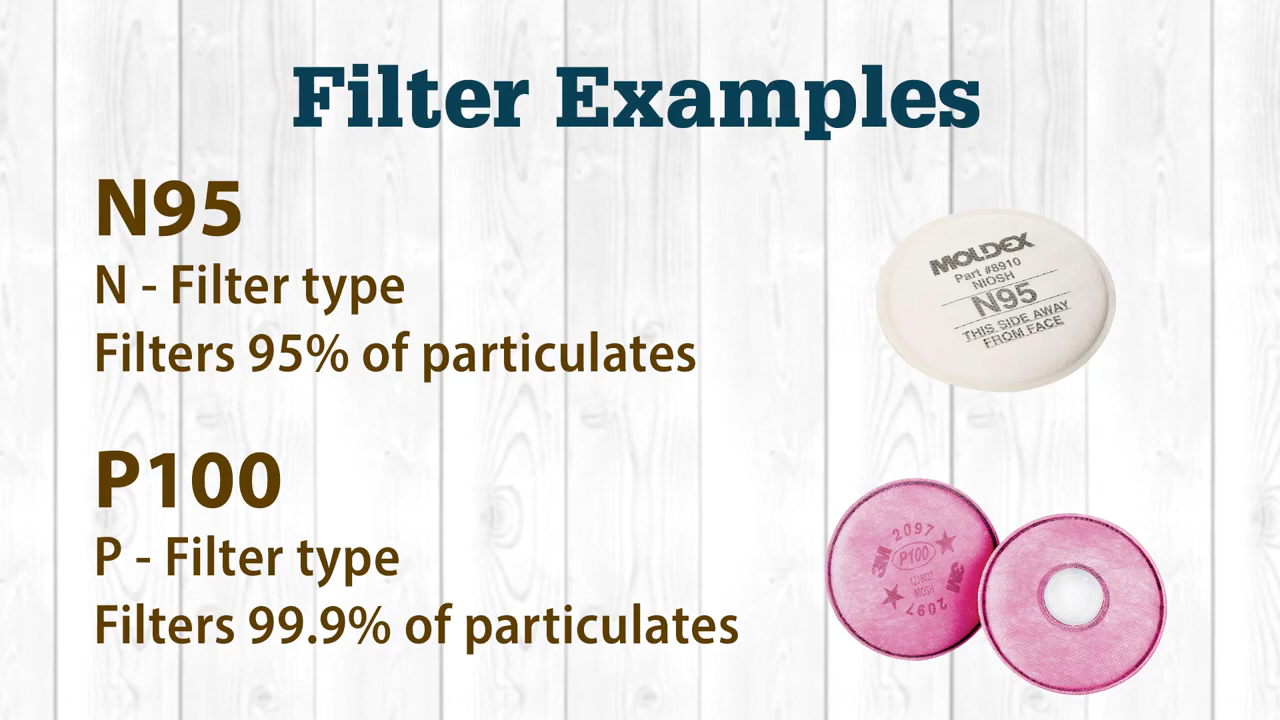 Filter Examples
N95
N - Filter type
Filters 95% of particulates
MOLDEX
Part #8910
NIOSH
N95
THIS SIDE AWAY
FROM FACE
P100
P - Filter type
Filters 99.9% of particulates
2097
3M
P100
3M
NIOSH
2097